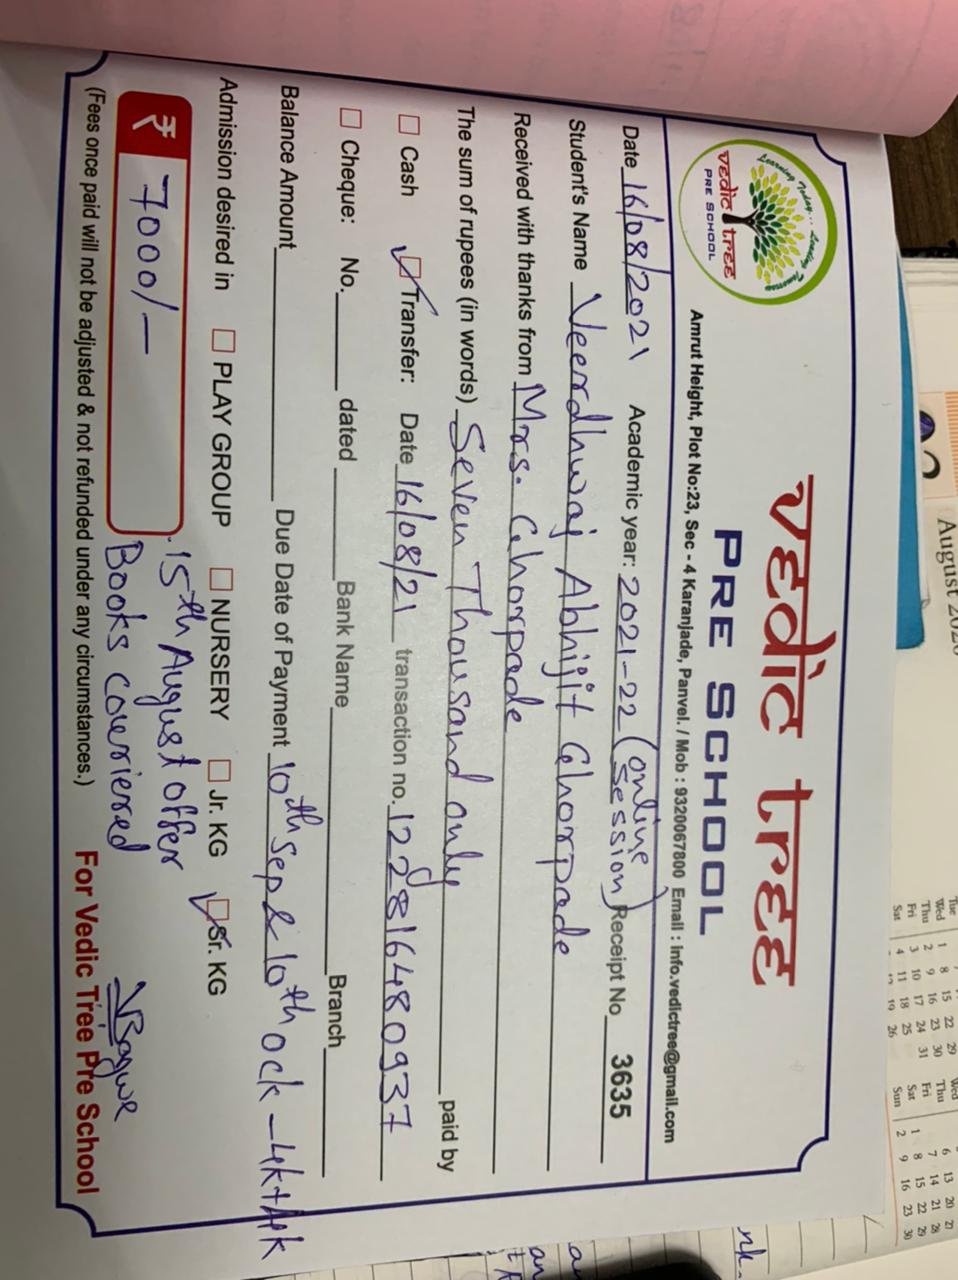 Learning Today... Leading Tomorrow
vedic tree
PRE SCHOOL
vedic tree
PRE SCHOOL
Amrut Height, Plot No:23, Sec - 4 Karanjade, Panvel. / Mob : 9320067800 Email : info.vedictree@gmail.com
Date 16/08/2021 Academic year: 2021-22 (online session) Receipt No 3635
Student's Name Veerdhwaj Abhijit Ghorpade
Received with thanks from Mrs. Ghorpade
The sum of rupees (in words) Seven Thousand only paid by
Cash Transfer: Date 16/08/21 transaction no. 122816480937
Cheque: No. dated Bank Name Branch
Balance Amount Due Date of Payment 10th Sep & 10th Oct - 4k+4k
Admission desired in PLAY GROUP NURSERY Jr. KG Sr. KG
₹ 7000/- 15th August offer
Books couriered
(Fees once paid will not be adjusted & not refunded under any circumstances.) For Vedic Tree Pre School
August 2020
Tue
Wed 1 8 15 22 29
Thu 2 9 16 23 30
Fri 3 10 17 24 31
Sat 4 11 18 25
19 26
Wed
Thu 6 13 20 27
Fri 7 14 21 28
Sat 1 8 15 22 29
Sun 2 9 16 23 30